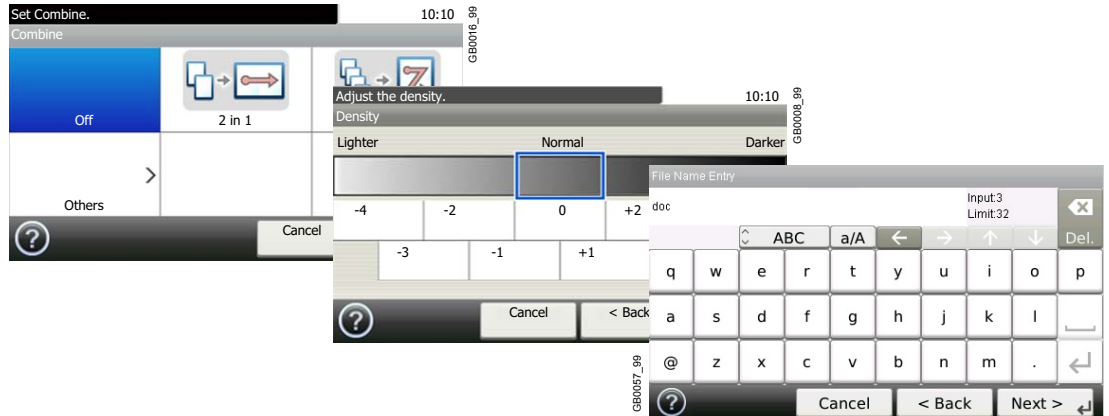 Set Combine.
10:10
Combine
Off
2 in 1
Others
Cancel
GB0016_99
Adjust the density.
10:10
Density
Lighter
Normal
Darker
-4
-2
0
+2
-3
-1
+1
Cancel
< Back
GB0008_99
File Name Entry
doc
Input:3
Limit:32
ABC
a/A
← → ↑ ↓
Del.
q w e r t y u i o p
a s d f g h j k l
@ z x c v b n m .
Cancel
< Back
Next >
GB0057_99